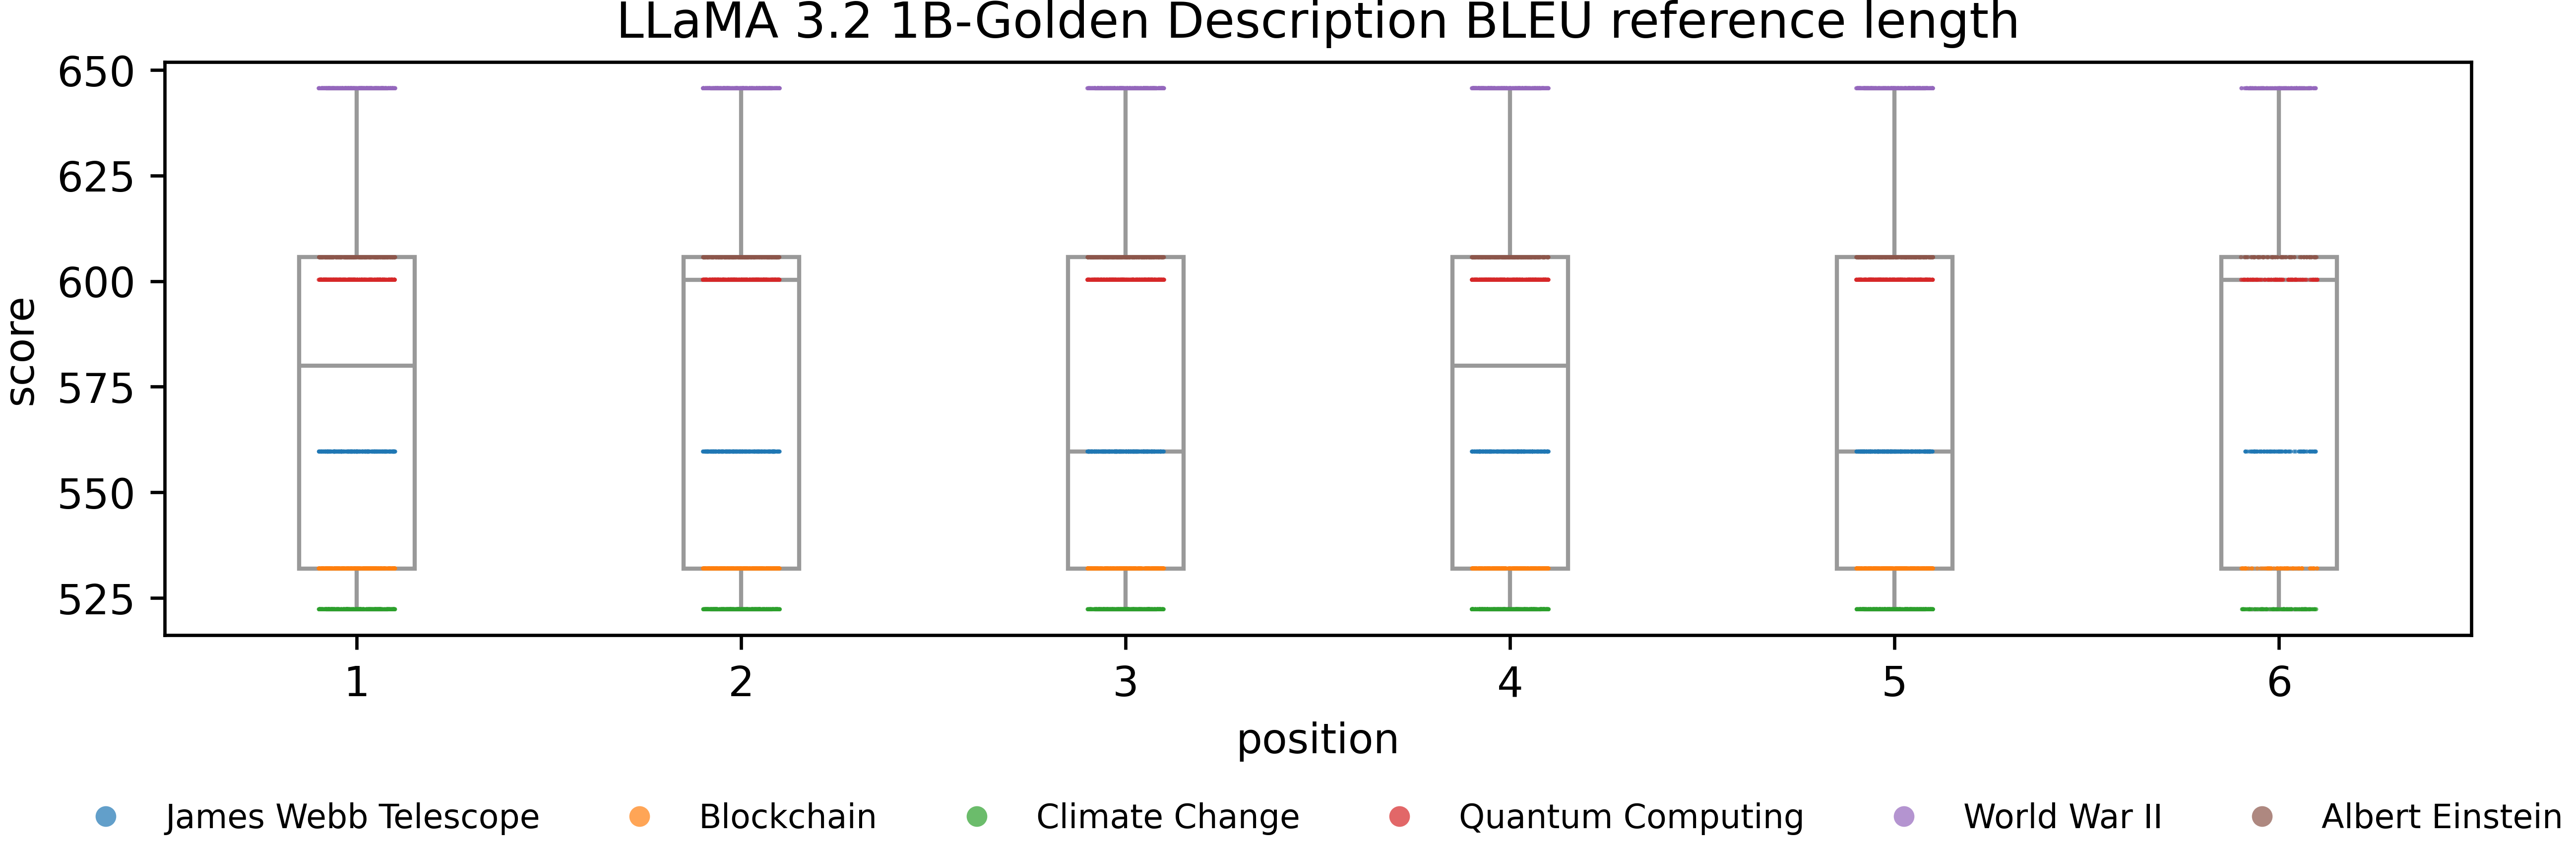 LLaMA 3.2 1B-Golden Description BLEU reference length
score
650
625
600
575
550
525
1 2 3 4 5 6
position
James Webb Telescope Blockchain Climate Change Quantum Computing World War II Albert Einstein